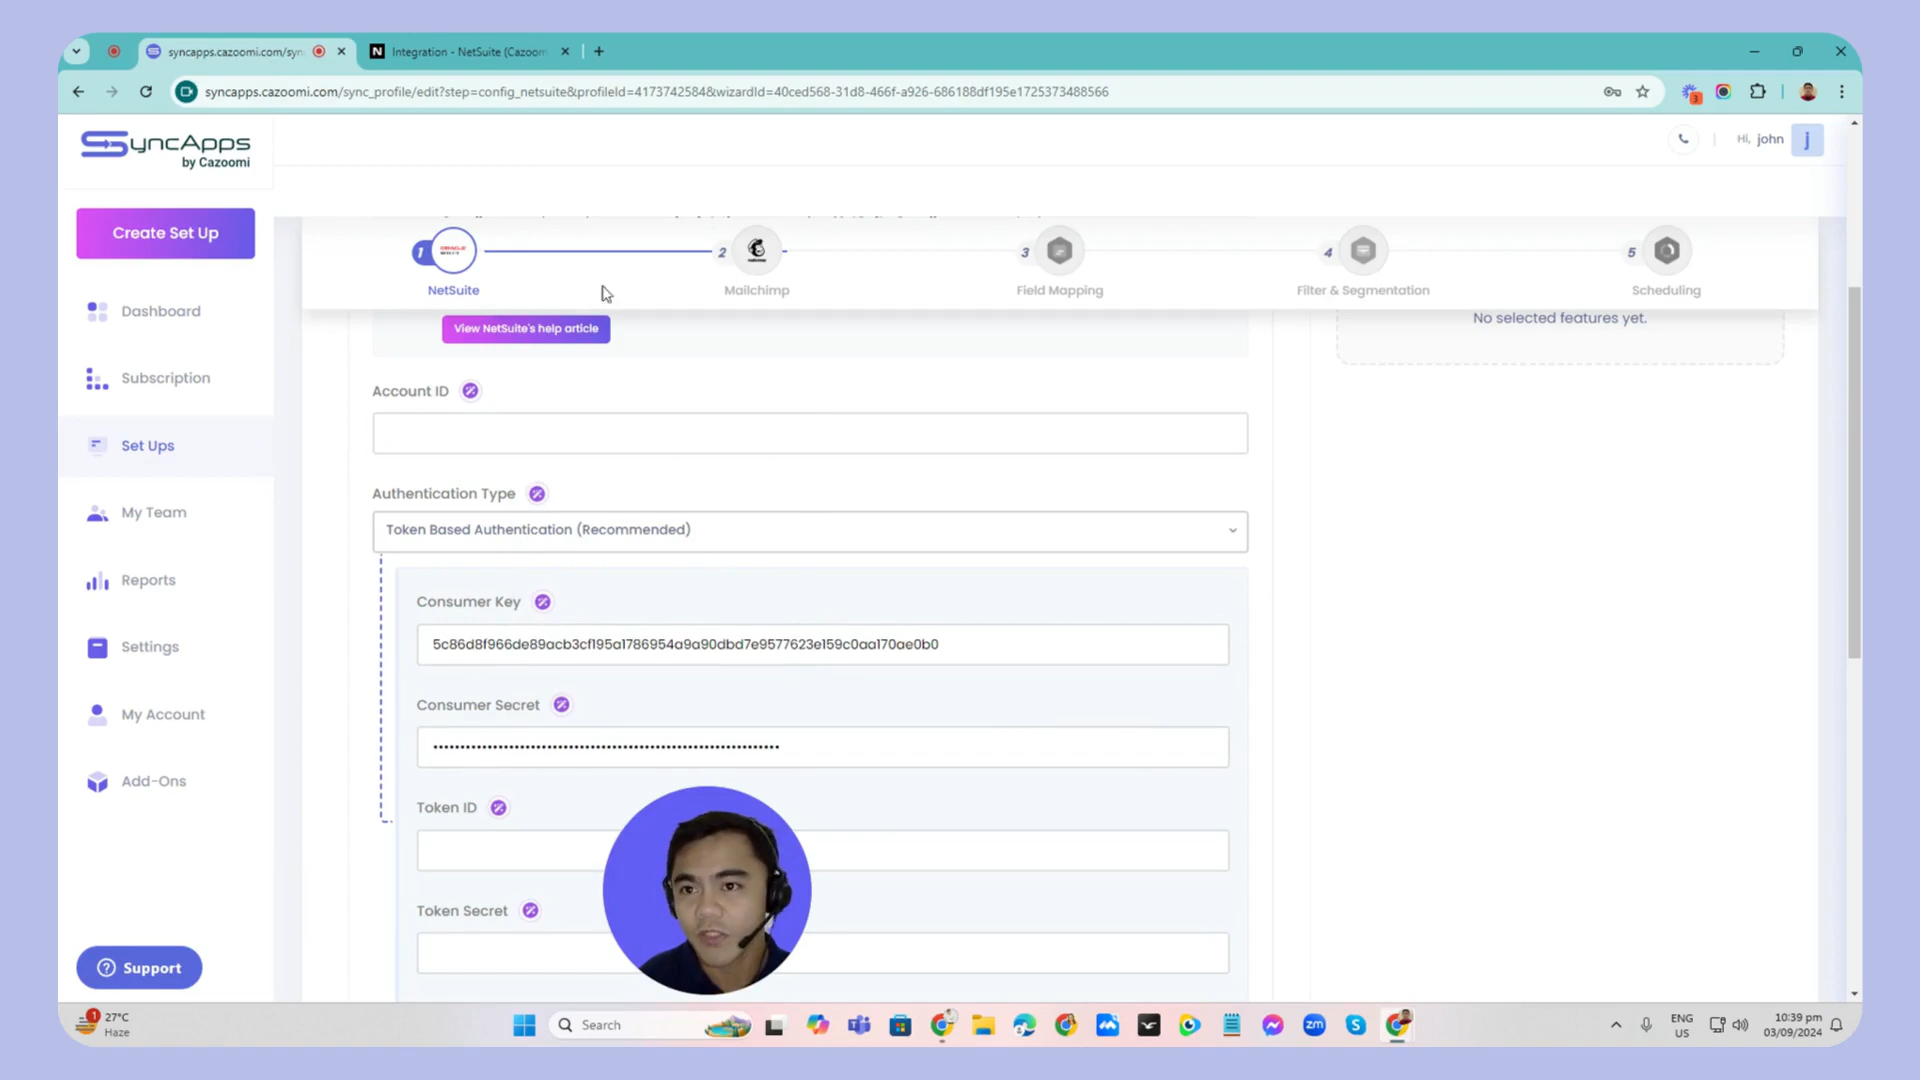 syncapps.cazoomi.com/syn
Integration - NetSuite (Cazoom
syncapps.cazoomi.com/sync_profile/edit?step=config_netsuite&profileId=4173742584&wizardId=40ced568-31d8-466f-a926-686188df195e1725373488566
3
SyncApps
by Cazoomi
Hi, john
j
Create Set Up
Dashboard
Subscription
Set Ups
My Team
Reports
Settings
My Account
Add-Ons
Support
1
NetSuite
2
Mailchimp
3
Field Mapping
4
Filter & Segmentation
5
Scheduling
View NetSuite's help article
No selected features yet.
Account ID
Authentication Type
Token Based Authentication (Recommended)
Consumer Key
5c86d8f966de89acb3cf195a1786954a9a90dbd7e9577623e159c0aa170ae0b0
Consumer Secret
Token ID
Token Secret
1
27°C
Haze
Search
zm
ENG
US
10:39 pm
03/09/2024